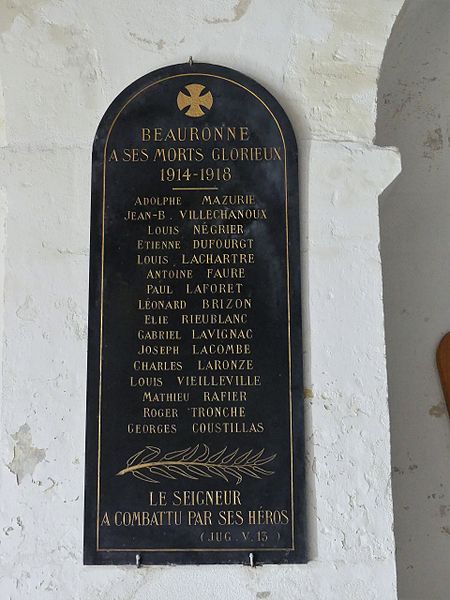 BEAURONNE
A SES MORTS GLORIEUX
1914-1918
ADOLPHE MAZURIE
JEAN-B. VILLECHANOUX
LOUIS NÉGRIER
ETIENNE DUFOURGT
LOUIS LACHARTRE
ANTOINE FAURE
PAUL LAFORET
LÉONARD BRIZON
ELIE RIEUBLANC
GABRIEL LAVIGNAC
JOSEPH LACOMBE
CHARLES LARONZE
LOUIS VIEILLEVILLE
MATHIEU RAFIER
ROGER TRONCHE
GEORGES COUSTILLAS
LE SEIGNEUR
A COMBATTU PAR SES HÉROS
(JUG. V. 13)